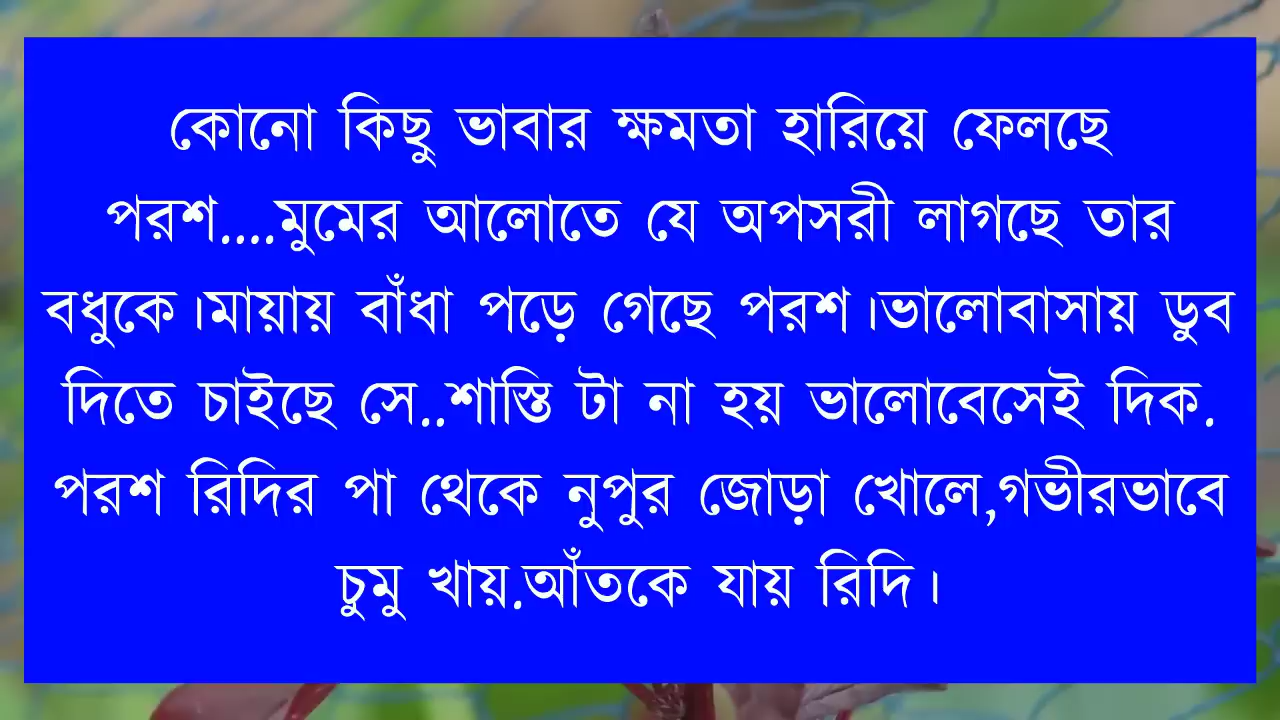 কোনো কিছু ভাবার ক্ষমতা হারিয়ে ফেলছে
পরশ....মুমের আলোতে যে অপসরী লাগছে তার
বধুকে।মায়ায় বাঁধা পড়ে গেছে পরশ।ভালোবাসায় ডুব
দিতে চাইছে সে..শাস্তি টা না হয় ভালোবেসেই দিক.
পরশ রিদির পা থেকে নুপুর জোড়া খোলে,গভীরভাবে
চুমু খায়.আঁতকে যায় রিদি।